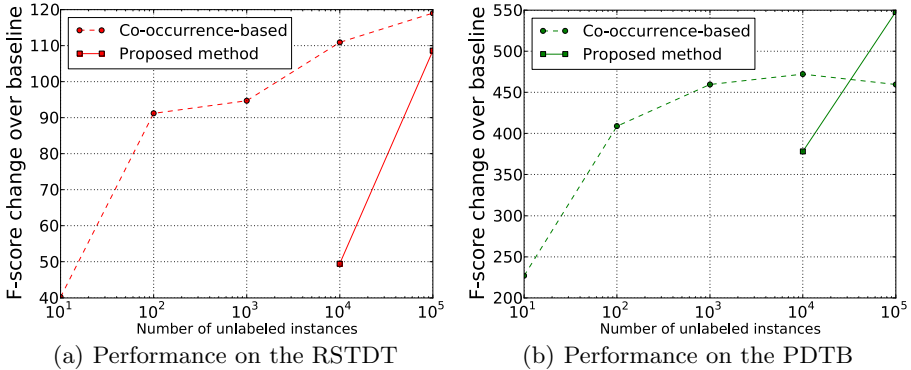 120
110
100
90
80
70
60
50
40
F-score change over baseline
Co-occurrence-based
Proposed method
10^1
10^2
10^3
10^4
10^5
Number of unlabeled instances
(a) Performance on the RSTDT
550
500
450
400
350
300
250
200
F-score change over baseline
Co-occurrence-based
Proposed method
10^1
10^2
10^3
10^4
10^5
Number of unlabeled instances
(b) Performance on the PDTB